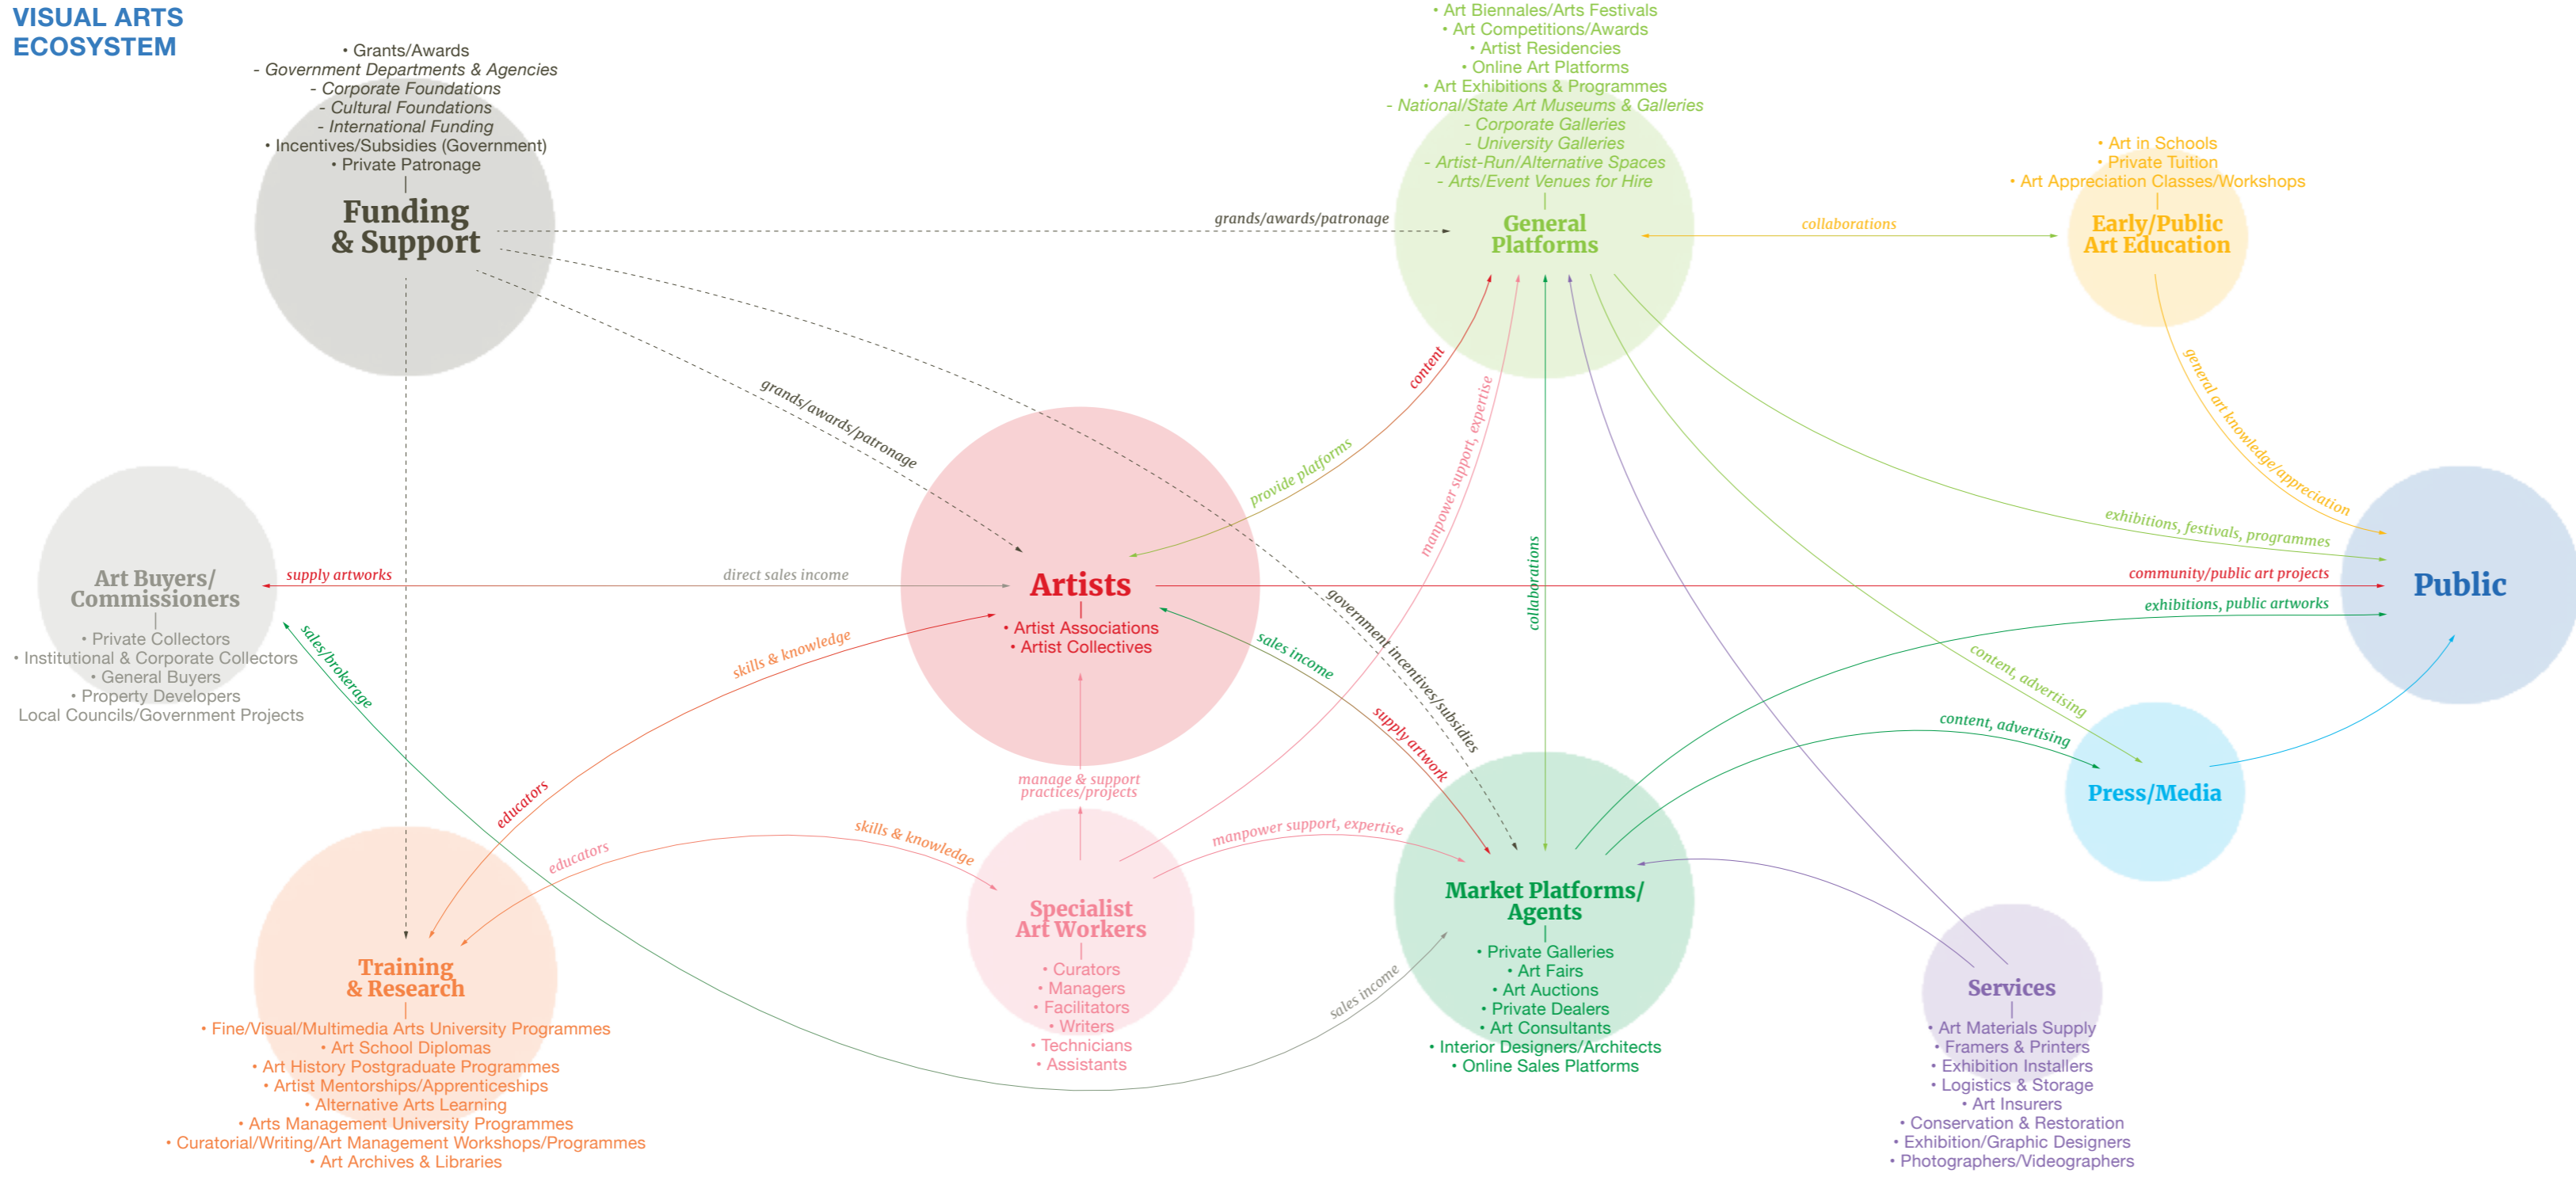 VISUAL ARTS
ECOSYSTEM
• Grants/Awards
- Government Departments & Agencies
- Corporate Foundations
- Cultural Foundations
- International Funding
• Incentives/Subsidies (Government)
• Private Patronage
Funding
& Support
• Art Biennales/Arts Festivals
• Art Competitions/Awards
• Artist Residencies
• Online Art Platforms
• Art Exhibitions & Programmes
- National/State Art Museums & Galleries
- Corporate Galleries
- University Galleries
- Artist-Run/Alternative Spaces
- Arts/Event Venues for Hire
General
Platforms
• Art in Schools
• Private Tuition
• Art Appreciation Classes/Workshops
Early/Public
Art Education
grands/awards/patronage
collaborations
grands/awards/patronage
content
provide platforms
manpower support, expertise
general art knowledge/appreciation
exhibitions, festivals, programmes
collaborations
Art Buyers/
Commissioners
• Private Collectors
• Institutional & Corporate Collectors
• General Buyers
• Property Developers
Local Councils/Government Projects
supply artworks
direct sales income
Artists
• Artist Associations
• Artist Collectives
community/public art projects
exhibitions, public artworks
Public
sales/brokerage
skills & knowledge
educators
sales income
supply artwork
government incentives/subsidies
content, advertising
content, advertising
Press/Media
manage & support
practices/projects
educators
skills & knowledge
manpower support, expertise
Specialist
Art Workers
• Curators
• Managers
• Facilitators
• Writers
• Technicians
• Assistants
sales income
Market Platforms/
Agents
• Private Galleries
• Art Fairs
• Art Auctions
• Private Dealers
• Art Consultants
• Interior Designers/Architects
• Online Sales Platforms
Training
& Research
• Fine/Visual/Multimedia Arts University Programmes
• Art School Diplomas
• Art History Postgraduate Programmes
• Artist Mentorships/Apprenticeships
• Alternative Arts Learning
• Arts Management University Programmes
• Curatorial/Writing/Art Management Workshops/Programmes
• Art Archives & Libraries
Services
• Art Materials Supply
• Framers & Printers
• Exhibition Installers
• Logistics & Storage
• Art Insurers
• Conservation & Restoration
• Exhibition/Graphic Designers
• Photographers/Videographers